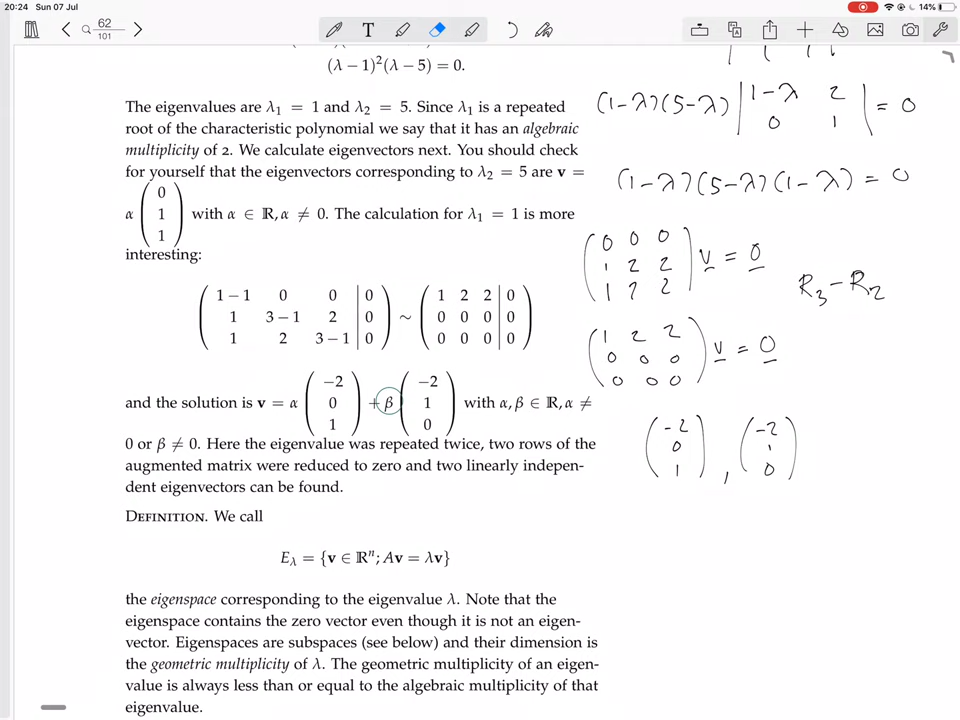 20:24 Sun 07 Jul
14%
62
101
T
(λ − 1)²(λ − 5) = 0.
The eigenvalues are λ₁ = 1 and λ₂ = 5. Since λ₁ is a repeated
root of the characteristic polynomial we say that it has an algebraic
multiplicity of 2. We calculate eigenvectors next. You should check
for yourself that the eigenvectors corresponding to λ₂ = 5 are v =
0
α ( 1 ) with α ∈ ℝ, α ≠ 0. The calculation for λ₁ = 1 is more
1
interesting:
( 1 − 1 0 0 | 0 ) ( 1 2 2 | 0 )
( 1 3 − 1 2 | 0 ) ∼ ( 0 0 0 | 0 )
( 1 2 3 − 1 | 0 ) ( 0 0 0 | 0 )
−2 −2
and the solution is v = α ( 0 ) + β ( 1 ) with α, β ∈ ℝ, α ≠
1 0
0 or β ≠ 0. Here the eigenvalue was repeated twice, two rows of the
augmented matrix were reduced to zero and two linearly indepen-
dent eigenvectors can be found.
DEFINITION. We call
E_λ = {v ∈ ℝⁿ; Av = λv}
the eigenspace corresponding to the eigenvalue λ. Note that the
eigenspace contains the zero vector even though it is not an eigen-
vector. Eigenspaces are subspaces (see below) and their dimension is
the geometric multiplicity of λ. The geometric multiplicity of an eigen-
value is always less than or equal to the algebraic multiplicity of that
eigenvalue.
(1-λ)(5-λ) | 1-λ 2 | = 0
| 0 1 |
(1-λ)(5-λ)(1-λ) = 0
( 0 0 0 )
( 1 2 2 ) v = 0
( 1 2 2 )
R₃ - R₂
( 1 2 2 )
( 0 0 0 ) v = 0
( 0 0 0 )
( -2 ) ( -2 )
( 0 ) , ( 1 )
( 1 ) ( 0 )